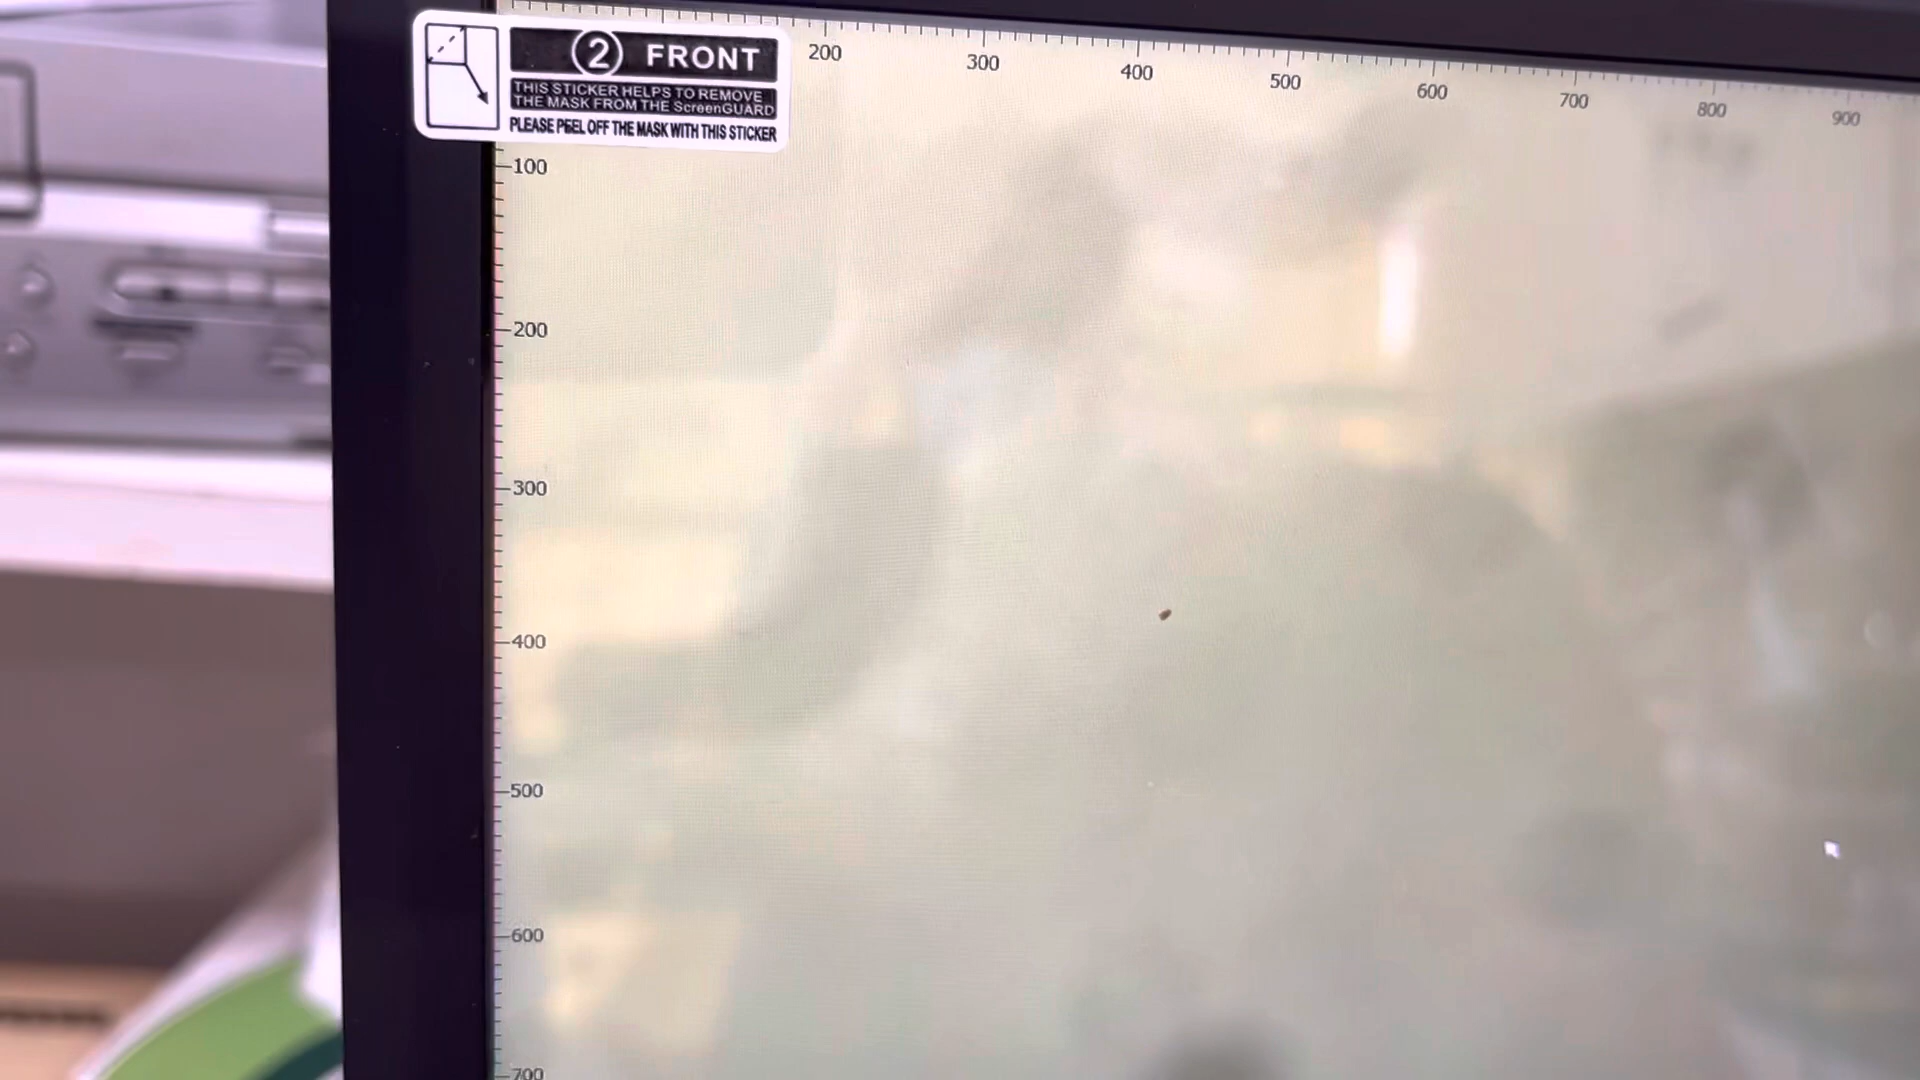 ② FRONT
THIS STICKER HELPS TO REMOVE
THE MASK FROM THE ScreenGUARD
PLEASE PEEL OFF THE MASK WITH THIS STICKER
200 300 400 500 600 700 800 900
100
200
300
400
500
600
700